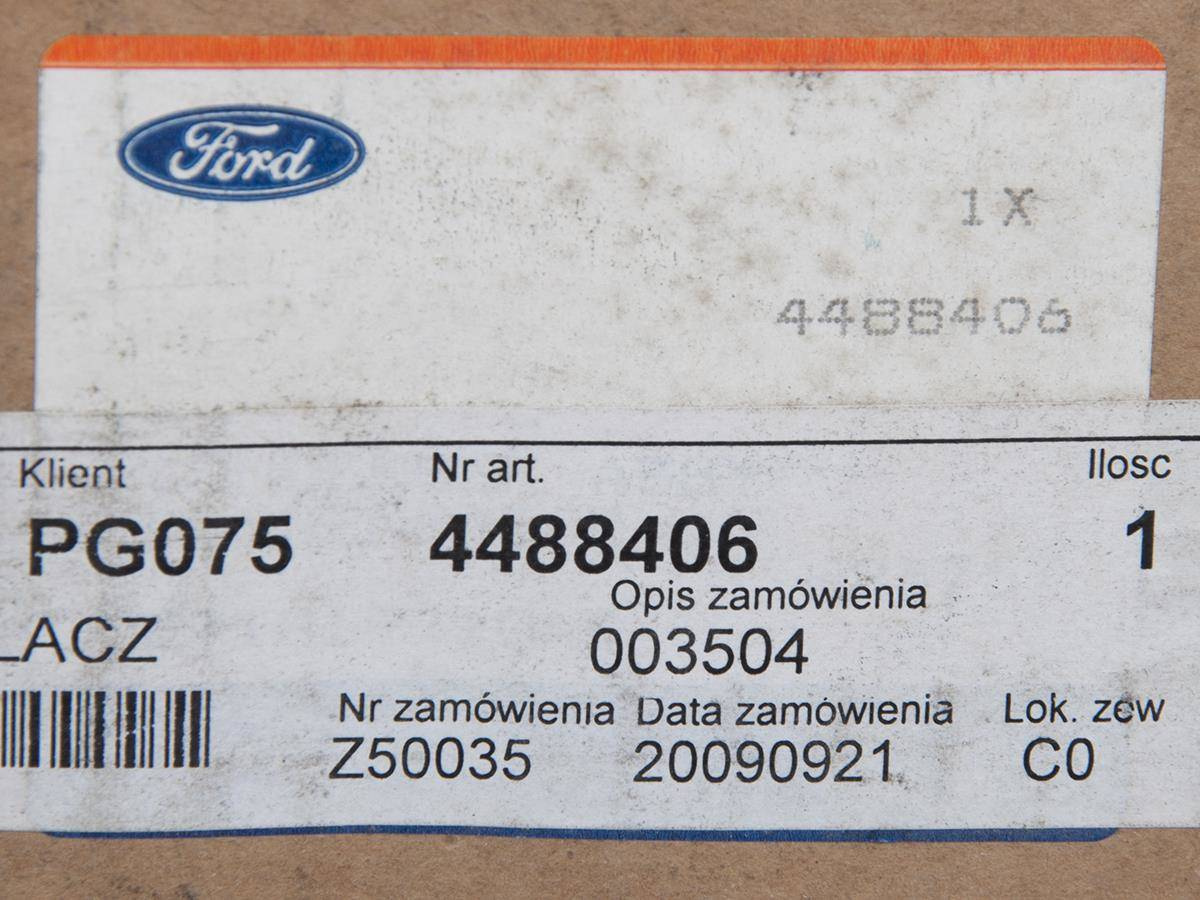 Ford
1 X
4488406
Klient Nr art. Ilosc
PG075 4488406 1
Opis zamówienia
LACZ 003504
Nr zamówienia Data zamówienia Lok. zew
Z50035 20090921 C0